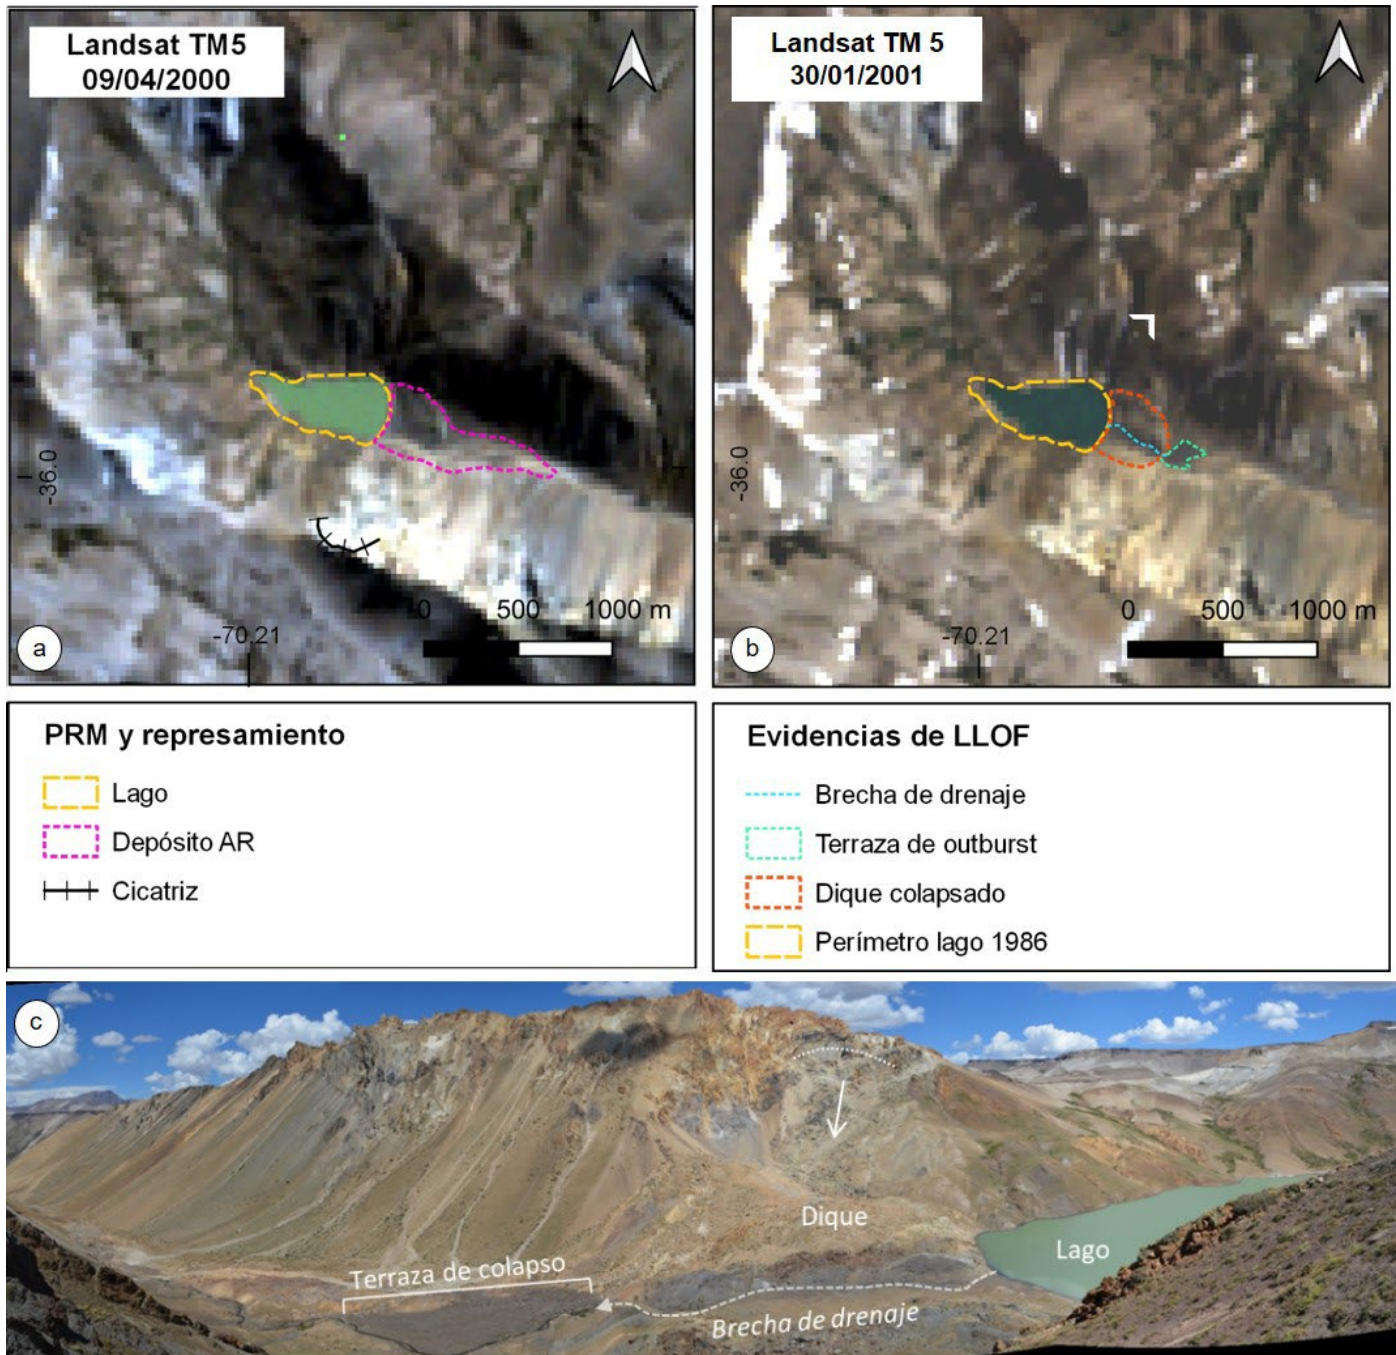 Landsat TM5
09/04/2000
-36.0
-70.21
0 500 1000 m
a
Landsat TM 5
30/01/2001
-36.0
-70.21
0 500 1000 m
b
PRM y represamiento
Lago
Depósito AR
Cicatriz
Evidencias de LLOF
Brecha de drenaje
Terraza de outburst
Dique colapsado
Perímetro lago 1986
c
Dique
Lago
Terraza de colapso
Brecha de drenaje